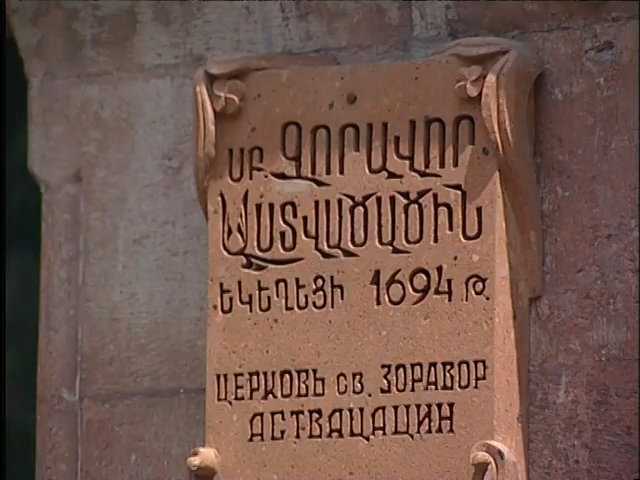 ՍԲ. ԶՈՐԱՎՈՐ
ԱՍՏՎԱԾԱԾԻՆ
ԵԿԵՂԵՑԻ 1694 Թ.
ЦЕРКОВЬ СВ. ЗОРАВОР
АСТВАЦАЦИН